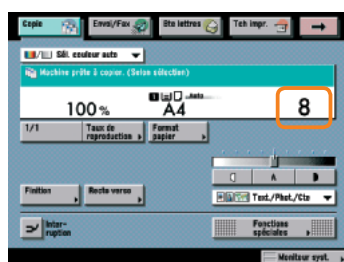 Copie Envoi/Fax Bte lettres Teh impr.
Sél. couleur auto
Machine prête à copier. (Selon sélection)
100 % A4 8
1/1 Taux de reproduction Format papier
A
Finition Recto verso Text./Phot./Cte
Inter-
ruption
Fonctions
spéciales
Moniteur syst.